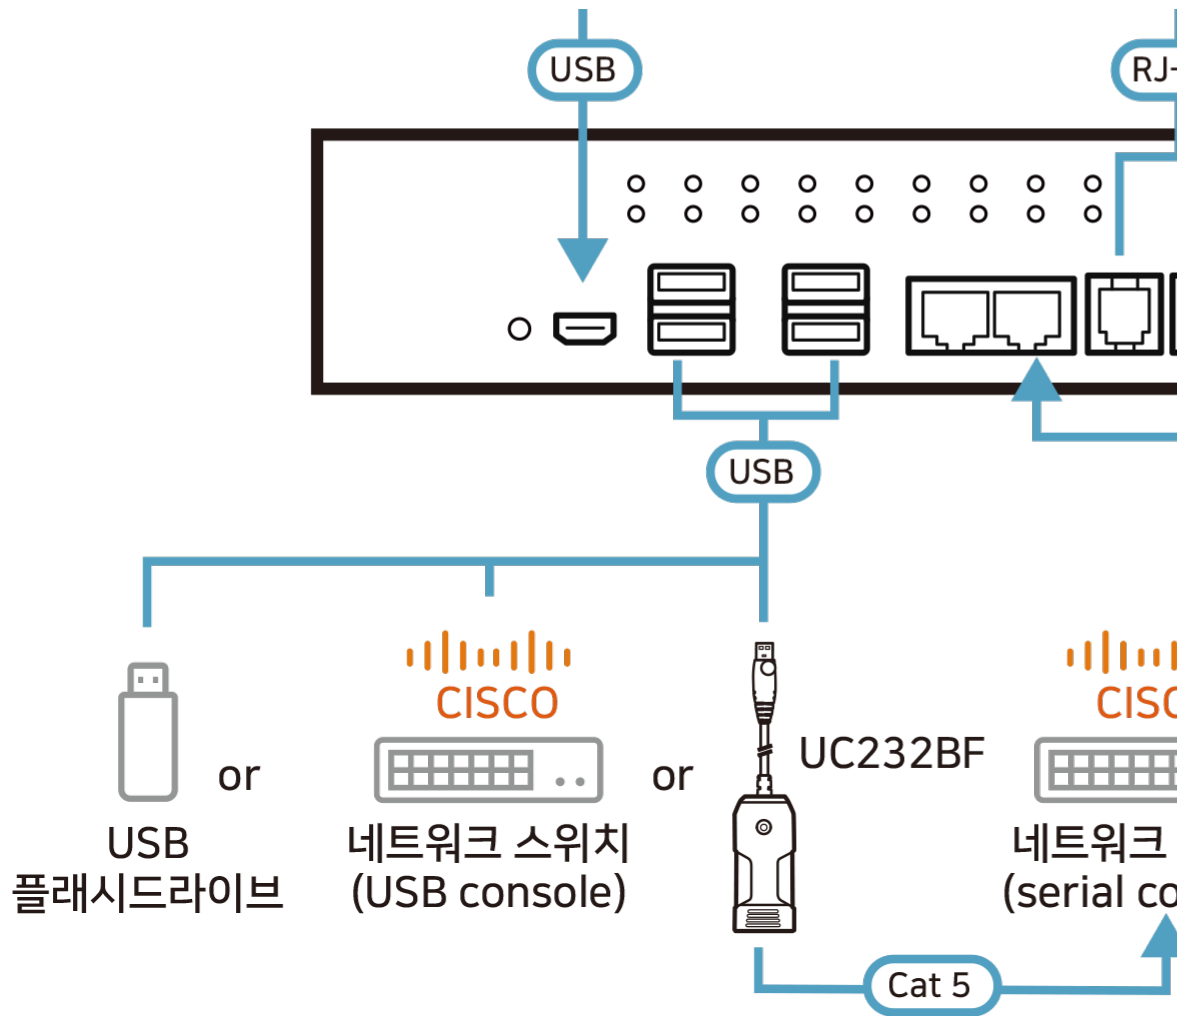 USB
RJ-
USB
CISCO
CISC
or
or
UC232BF
USB
플래시드라이브
네트워크 스위치
(USB console)
네트워크
(serial co
Cat 5